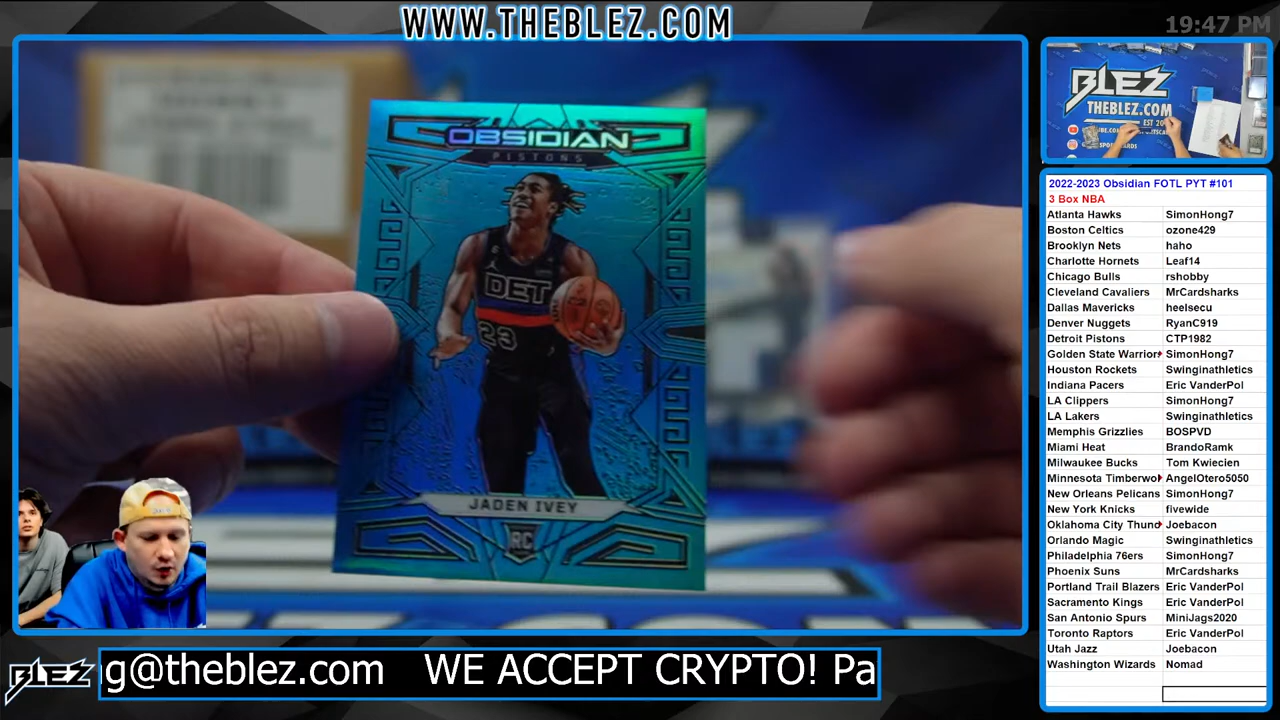 WWW.THEBLEZ.COM
19:47 PM
OBSIDIAN
PISTONS
DET
23
JADEN IVEY
RC
BLEZ
THEBLEZ.COM
2022-2023 Obsidian FOTL PYT #101
3 Box NBA
Atlanta Hawks SimonHong7
Boston Celtics ozone429
Brooklyn Nets haho
Charlotte Hornets Leaf14
Chicago Bulls rshobby
Cleveland Cavaliers MrCardsharks
Dallas Mavericks heelsecu
Denver Nuggets RyanC919
Detroit Pistons CTP1982
Golden State Warrior SimonHong7
Houston Rockets Swinginathletics
Indiana Pacers Eric VanderPol
LA Clippers SimonHong7
LA Lakers Swinginathletics
Memphis Grizzlies BOSPVD
Miami Heat BrandoRamk
Milwaukee Bucks Tom Kwiecien
Minnesota Timberwo AngelOtero5050
New Orleans Pelicans SimonHong7
New York Knicks fivewide
Oklahoma City Thund Joebacon
Orlando Magic Swinginathletics
Philadelphia 76ers SimonHong7
Phoenix Suns MrCardsharks
Portland Trail Blazers Eric VanderPol
Sacramento Kings Eric VanderPol
San Antonio Spurs MiniJags2020
Toronto Raptors Eric VanderPol
Utah Jazz Joebacon
Washington Wizards Nomad
BLEZ
g@theblez.com WE ACCEPT CRYPTO! Pa